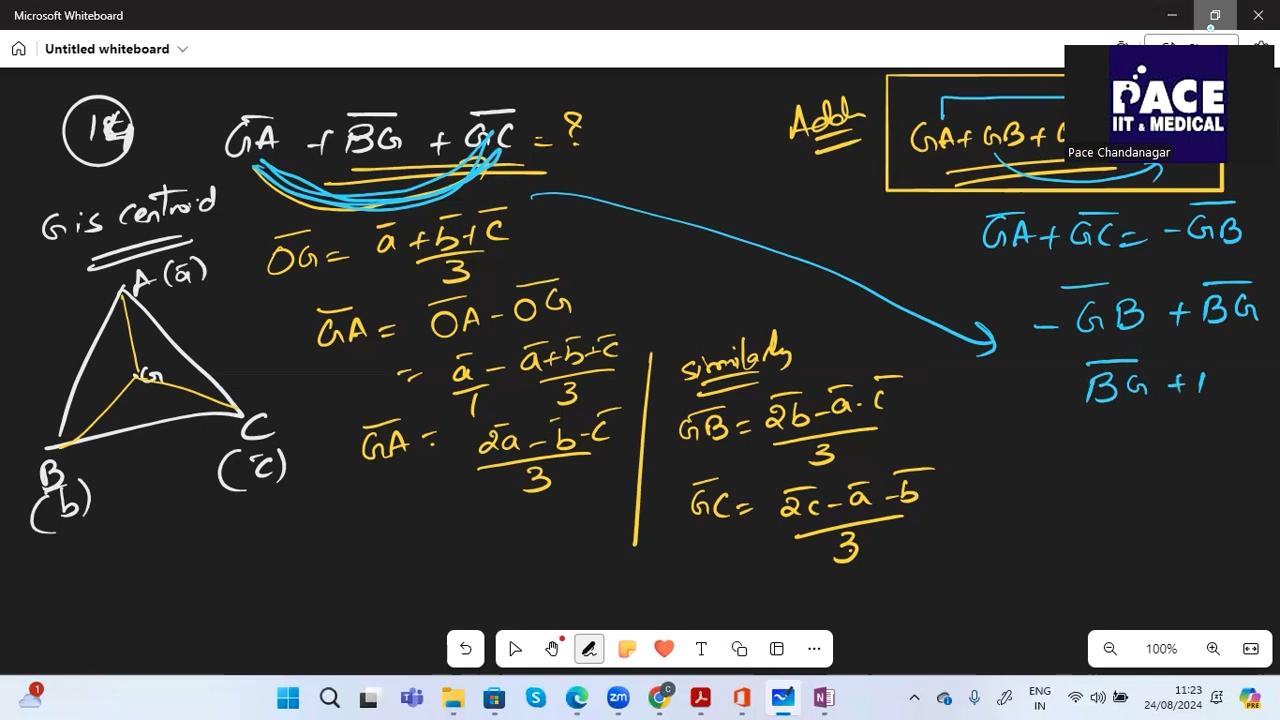 Microsoft Whiteboard
Untitled whiteboard
PACE
IIT & MEDICAL
Pace Chandanagar
GA + BG + GC = ?
Add
GA + GB + G
G is centroid
A (a)
G
B
(b)
C
(c)
OG = a + b + c / 3
GA = OA - OG
= a/1 - a + b + c / 3
GA = 2a - b - c / 3
similarly
GB = 2b - a - c / 3
GC = 2c - a - b / 3
GA + GC = -GB
- GB + BG
BG +
100%
1
ENG
IN
11:23
24/08/2024